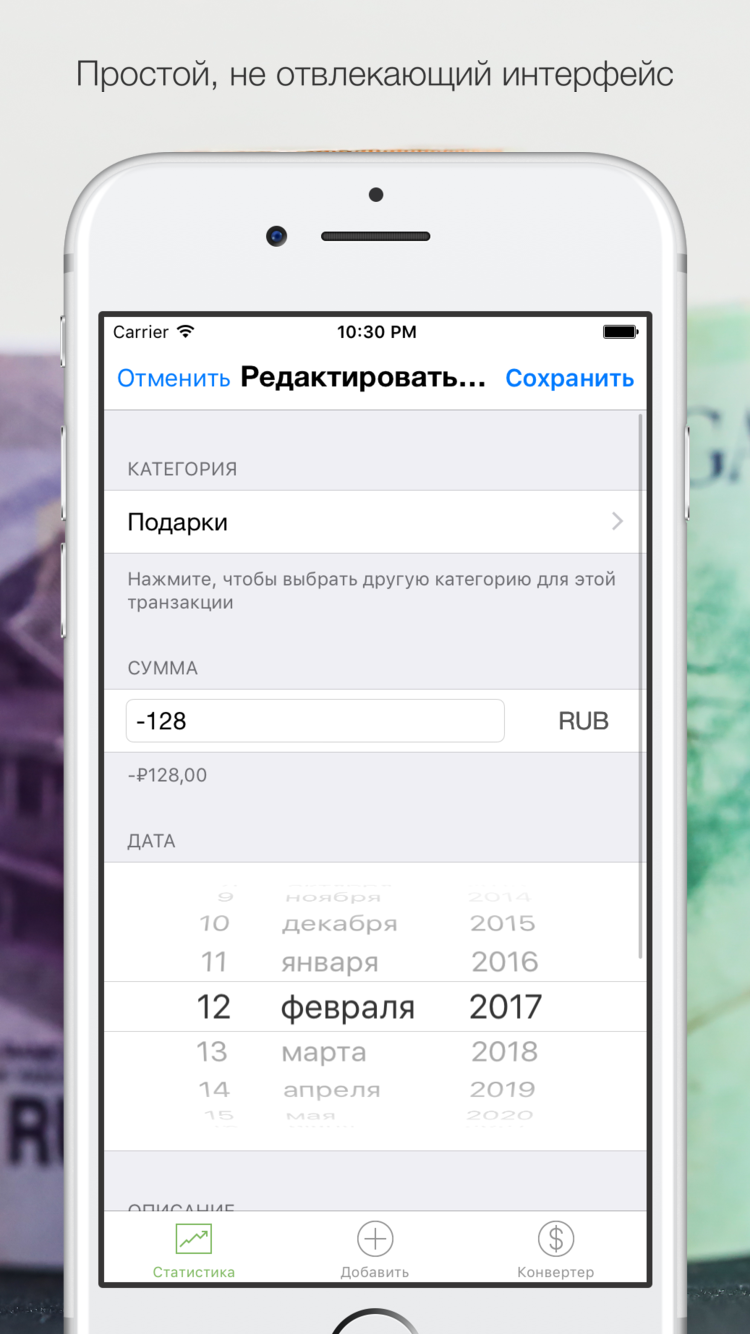 Простой, не отвлекающий интерфейс
Carrier 10:30 PM
Отменить Редактировать... Сохранить
КАТЕГОРИЯ
Подарки
Нажмите, чтобы выбрать другую категорию для этой
транзакции
СУММА
-128 RUB
-₽128,00
ДАТА
9 ноября 2014
10 декабря 2015
11 января 2016
12 февраля 2017
13 марта 2018
14 апреля 2019
15 мая 2020
ОПИСАНИЕ
Статистика Добавить Конвертер